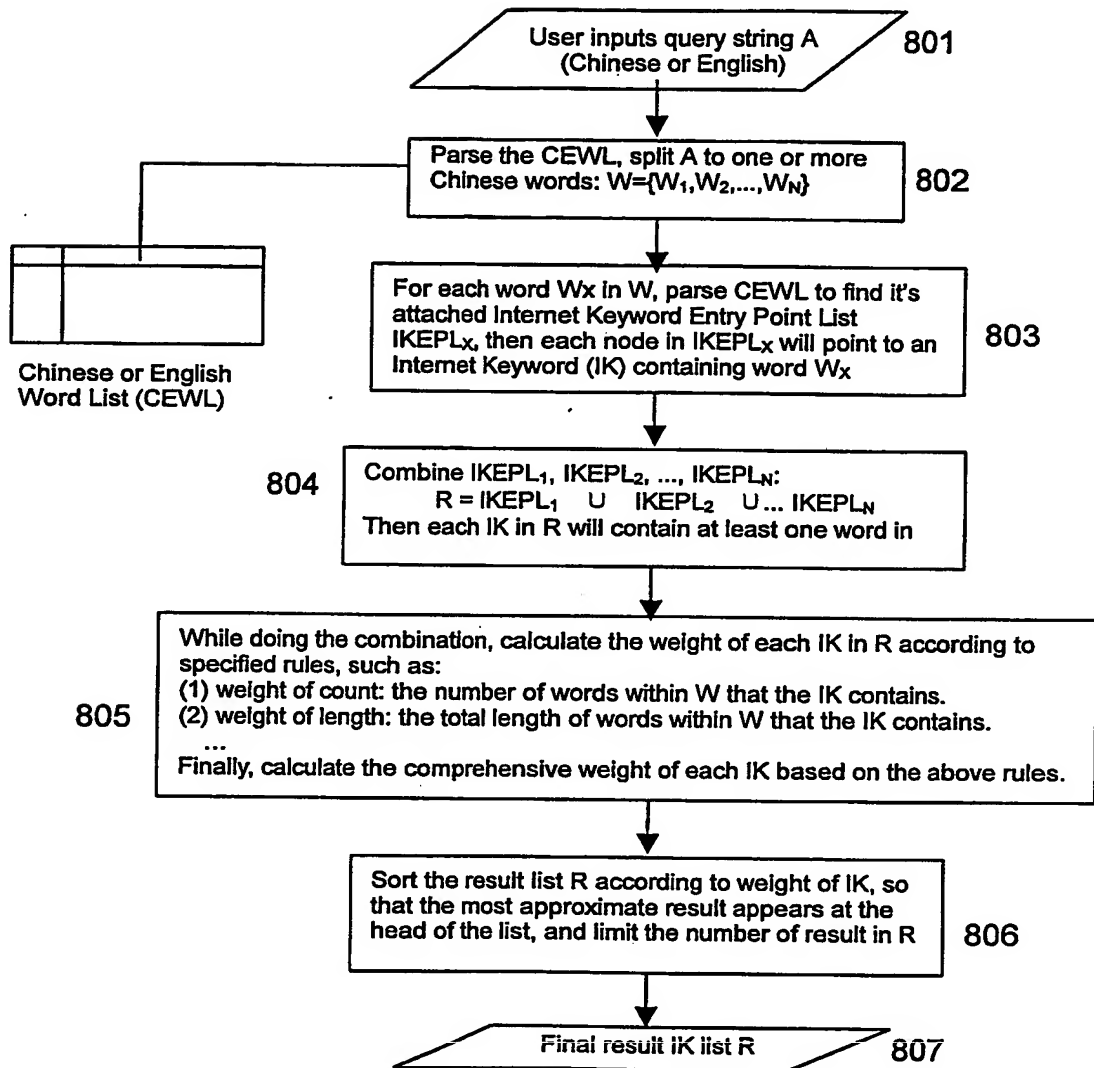 User inputs query string A
(Chinese or English)
801
Parse the CEWL, split A to one or more
Chinese words: W={W₁,W₂,...,W_N}
802
Chinese or English
Word List (CEWL)
For each word Wx in W, parse CEWL to find it's
attached Internet Keyword Entry Point List
IKEPLx, then each node in IKEPLx will point to an
Internet Keyword (IK) containing word Wx
803
804
Combine IKEPL₁, IKEPL₂, ..., IKEPL_N:
R = IKEPL₁ ∪ IKEPL₂ ∪... IKEPL_N
Then each IK in R will contain at least one word in
805
While doing the combination, calculate the weight of each IK in R according to
specified rules, such as:
(1) weight of count: the number of words within W that the IK contains.
(2) weight of length: the total length of words within W that the IK contains.
...
Finally, calculate the comprehensive weight of each IK based on the above rules.
Sort the result list R according to weight of IK, so
that the most approximate result appears at the
head of the list, and limit the number of result in R
806
Final result IK list R
807